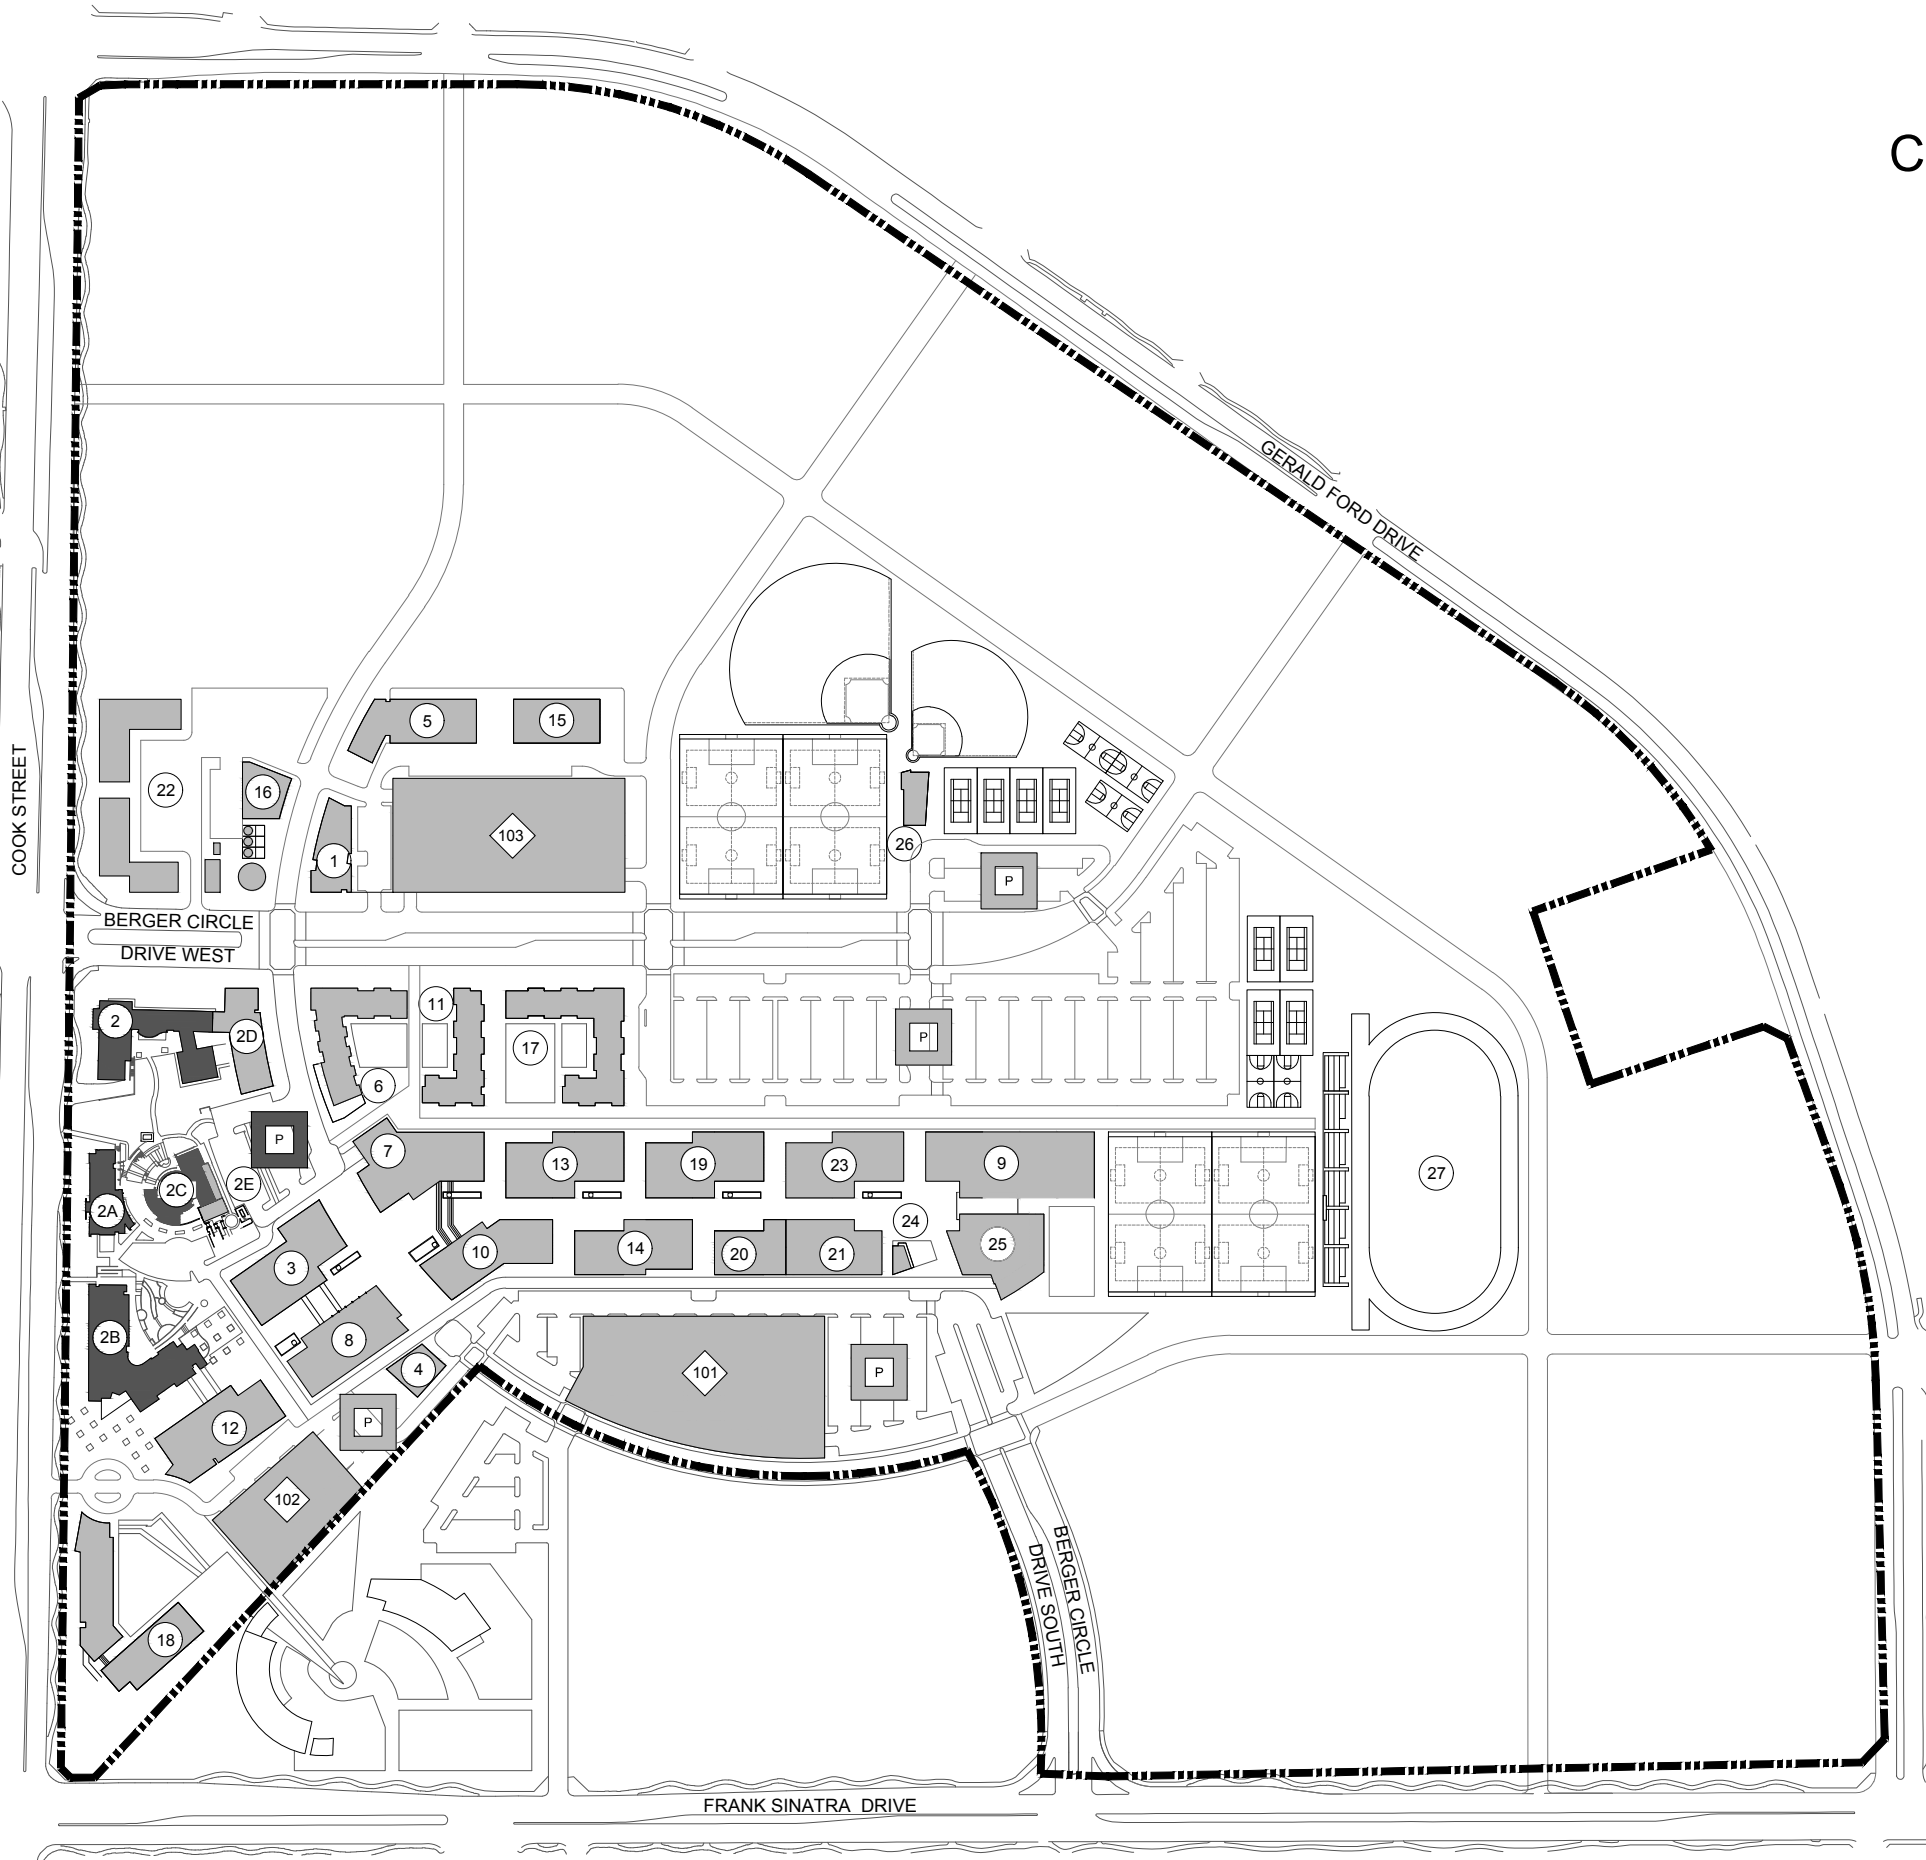 C
GERALD FORD DRIVE
COOK STREET
5
15
22
16
103
1
26
P
BERGER CIRCLE
DRIVE WEST
11
2
2D
P
17
6
P
7
13
19
23
9
27
2E
2C
2A
24
25
10
14
20
21
3
2B
8
4
101
P
12
P
102
18
BERGER CIRCLE
DRIVE SOUTH
FRANK SINATRA DRIVE